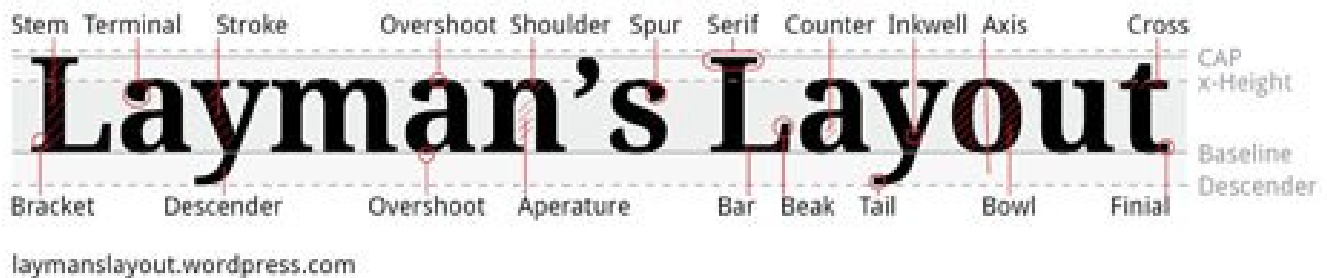 Stem Terminal Stroke Overshoot Shoulder Spur Serif Counter Inkwell Axis Cross
CAP
x-Height
Layman's Layout
Baseline
Descender
Bracket Descender Overshoot Aperature Bar Beak Tail Bowl Finial
laymanslayout.wordpress.com